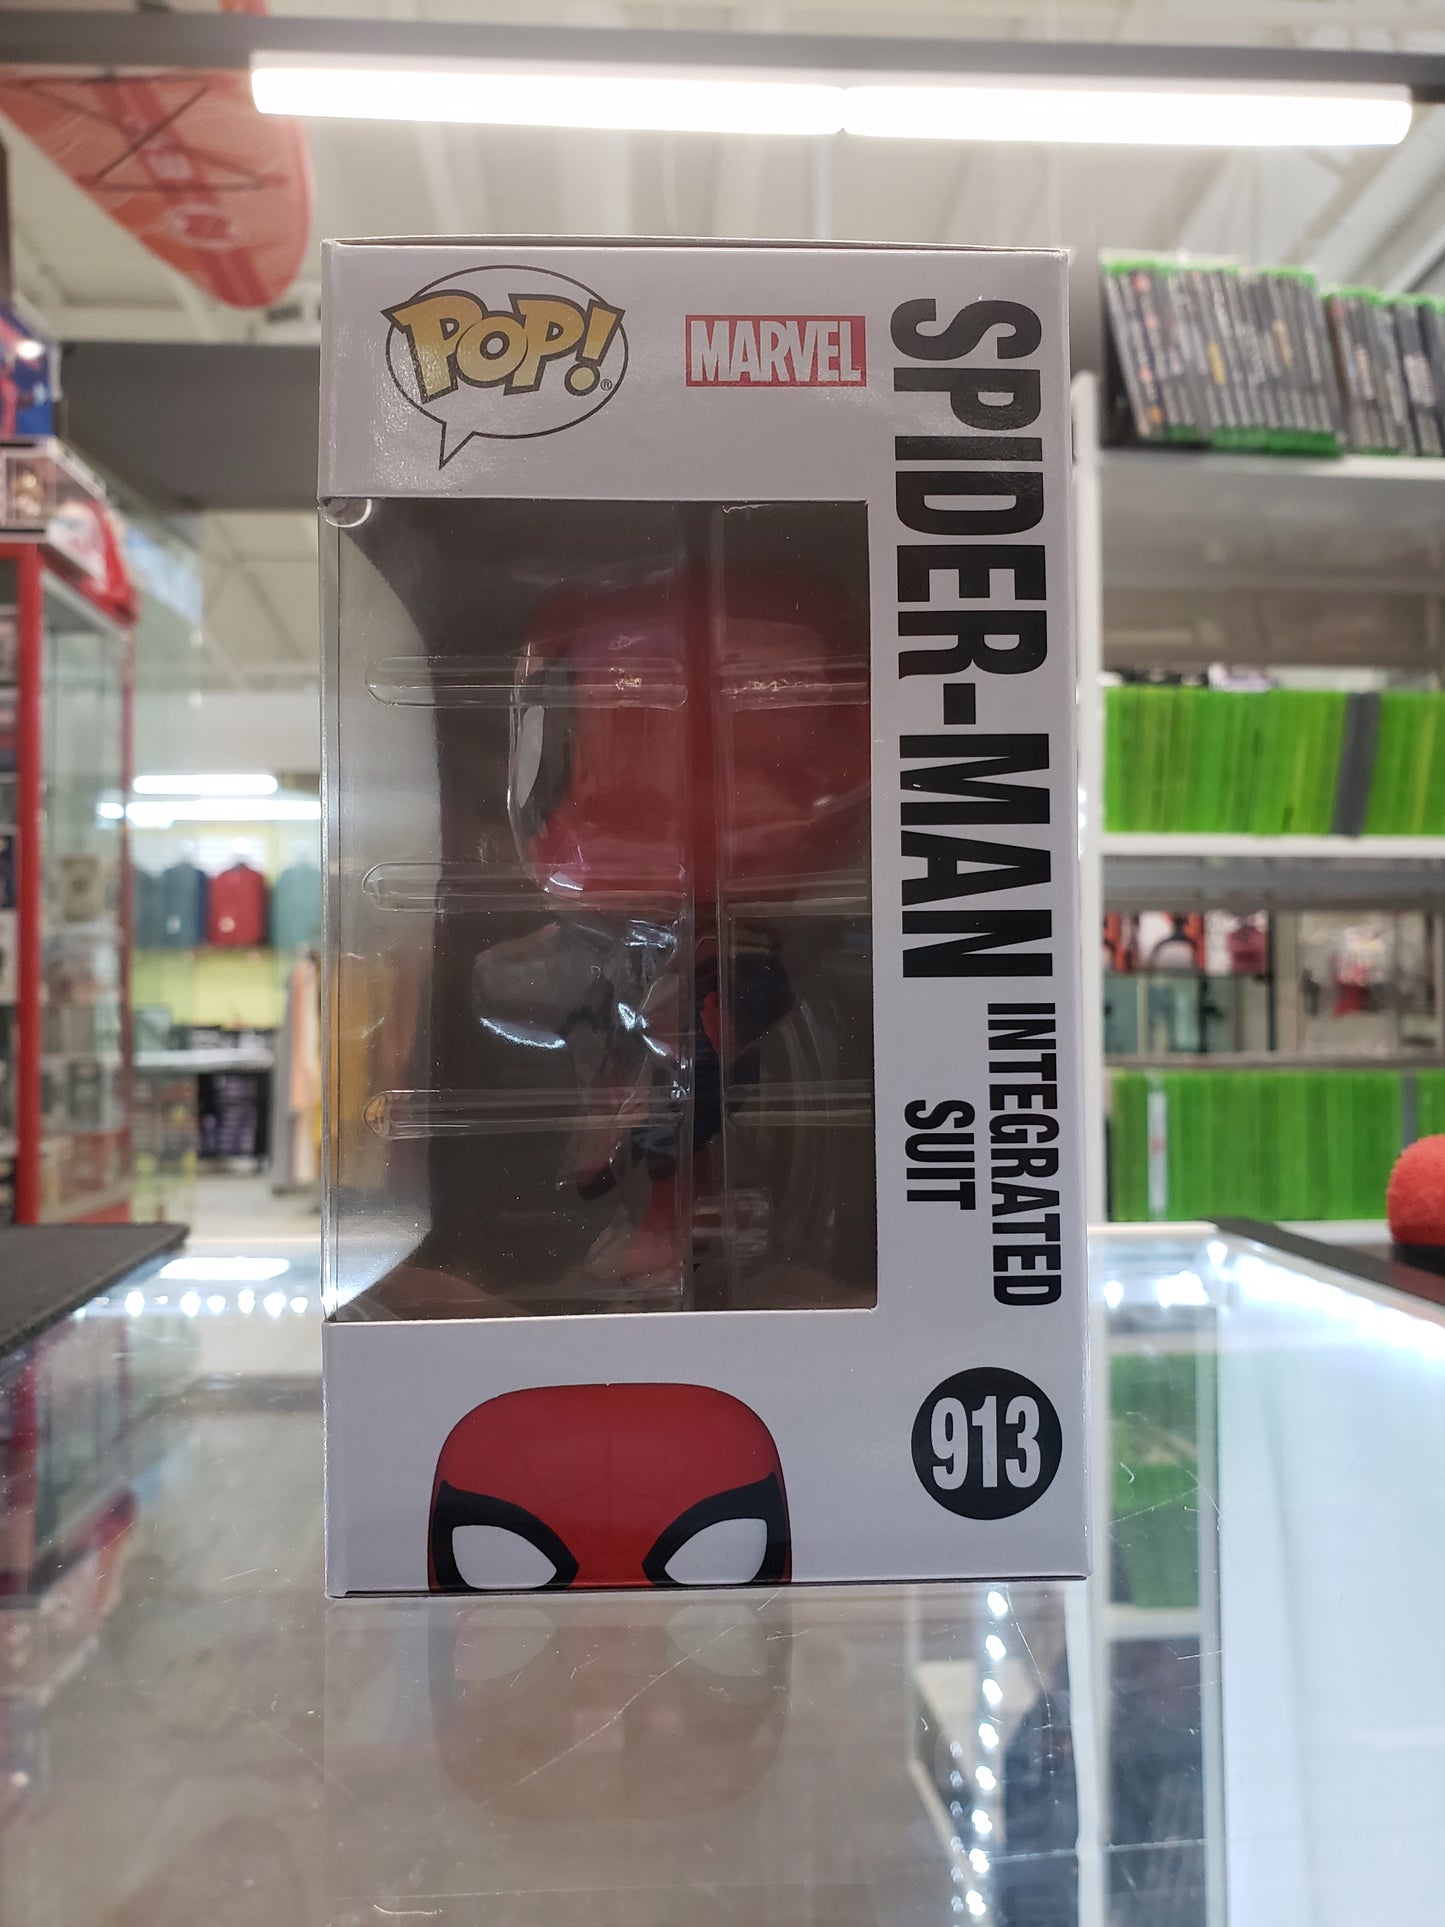 POP!®
MARVEL
SPIDER-MAN
INTEGRATED
SUIT
913